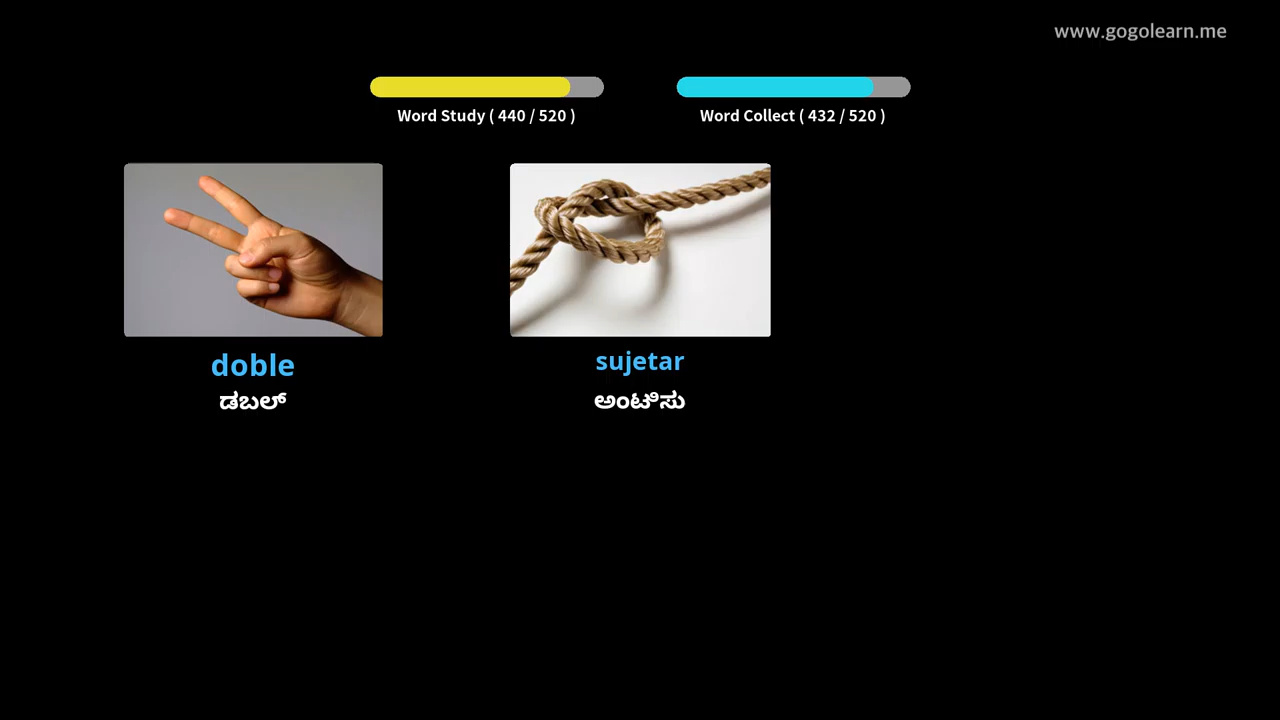 www.gogolearn.me
Word Study ( 440 / 520 )
Word Collect ( 432 / 520 )
doble
ಡಬಲ್
sujetar
ಅಂಟಿಸು